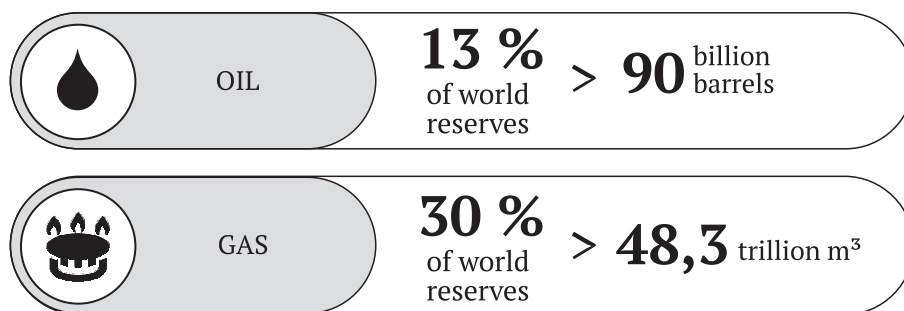 OIL
13 %
of world
reserves
> 90 billion
barrels
GAS
30 %
of world
reserves
> 48,3 trillion m³